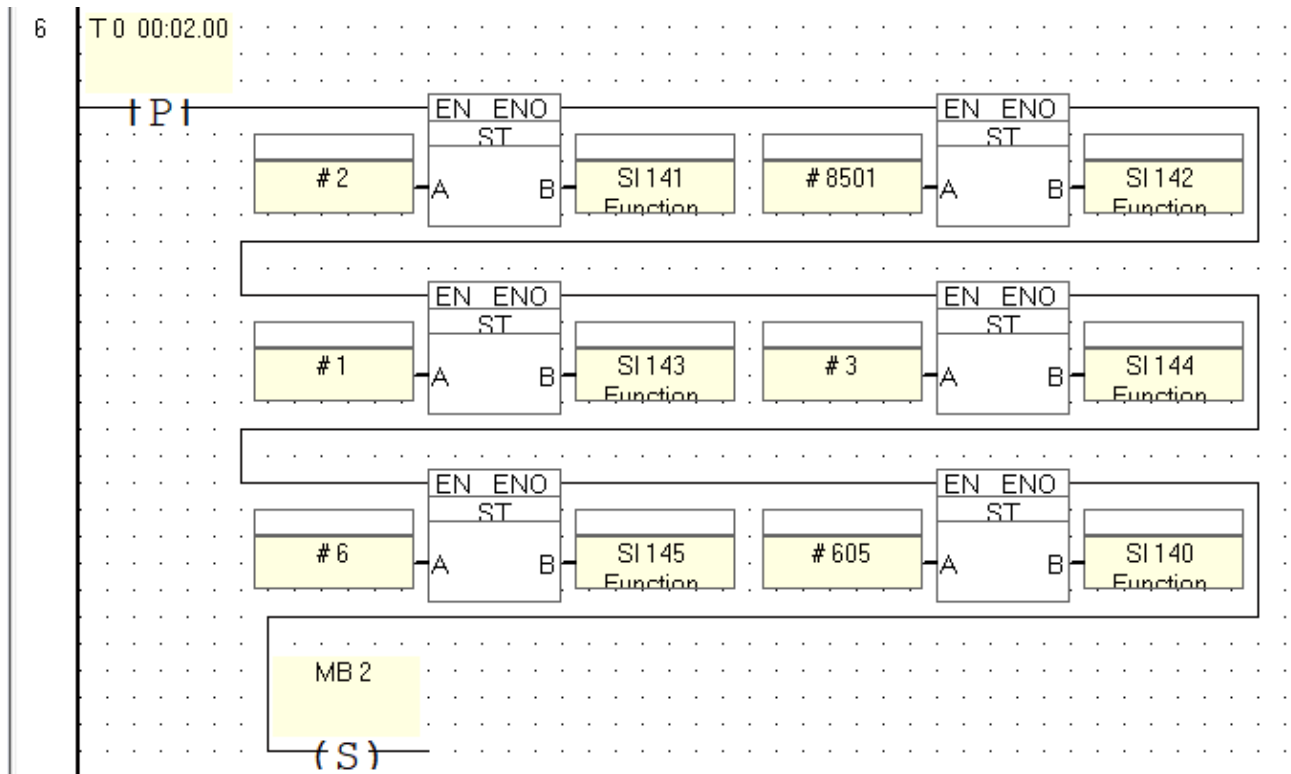 6
T 0 00:02.00
P
EN ENO
EN ENO
ST
ST
# 2
A
B
SI 141
Function
# 8501
A
B
SI 142
Function
EN ENO
EN ENO
ST
ST
# 1
A
B
SI 143
Function
# 3
A
B
SI 144
Function
EN ENO
EN ENO
ST
ST
# 6
A
B
SI 145
Function
# 605
A
B
SI 140
Function
MB 2
(S)